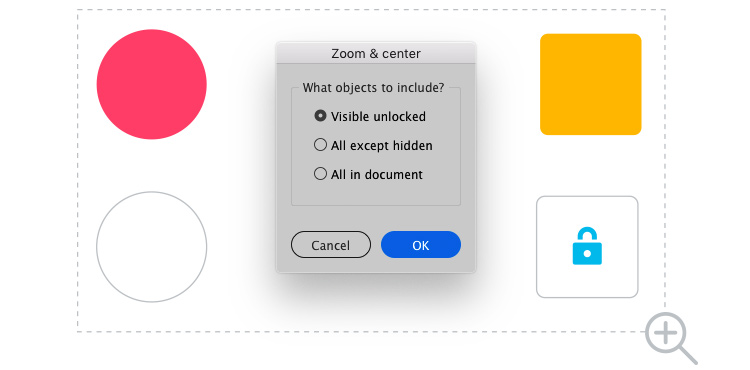 Zoom & center
What objects to include?
Visible unlocked
All except hidden
All in document
Cancel
OK